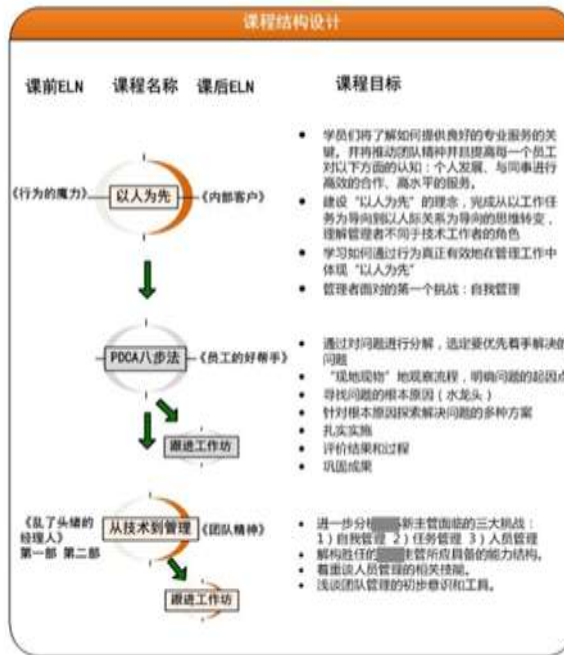 课程结构设计
课前ELN 课程名称 课后ELN 课程目标
《行为的魔力》 以人为先 《内部客户》
• 学员们将了解如何提供良好的专业服务的关
键，并将推动团队精神并且提高每一个员工
对以下方面的认知：个人发展、与同事进行
高效的合作、高水平的服务。
• 建设“以人为先”的理念，完成从以工作任
务为导向到以人际关系为导向的思维转变，
理解管理者不同于技术工作者的角色
• 学习如何通过行为真正有效地在管理工作中
体现“以人为先”
• 管理者面对的第一个挑战：自我管理
PDCA八步法 《员工的好帮手》
跟进工作坊
• 通过对问题进行分解，选定要优先着手解决的
问题
• “现地现物”地观察流程，明确问题的起因点
• 寻找问题的根本原因（水龙头）
• 针对根本原因探索解决问题的多种方案
• 扎实实施
• 评价结果和过程
• 巩固成果
《乱了头绪的
经理人》
第一部 第二部
从技术到管理 《团队精神》
跟进工作坊
• 进一步分析 新主管面临的三大挑战：
1）自我管理 2）任务管理 3）人员管理
• 解构胜任的 主管所应具备的能力结构。
• 着重谈人员管理的相关技能。
• 浅谈团队管理的初步意识和工具。